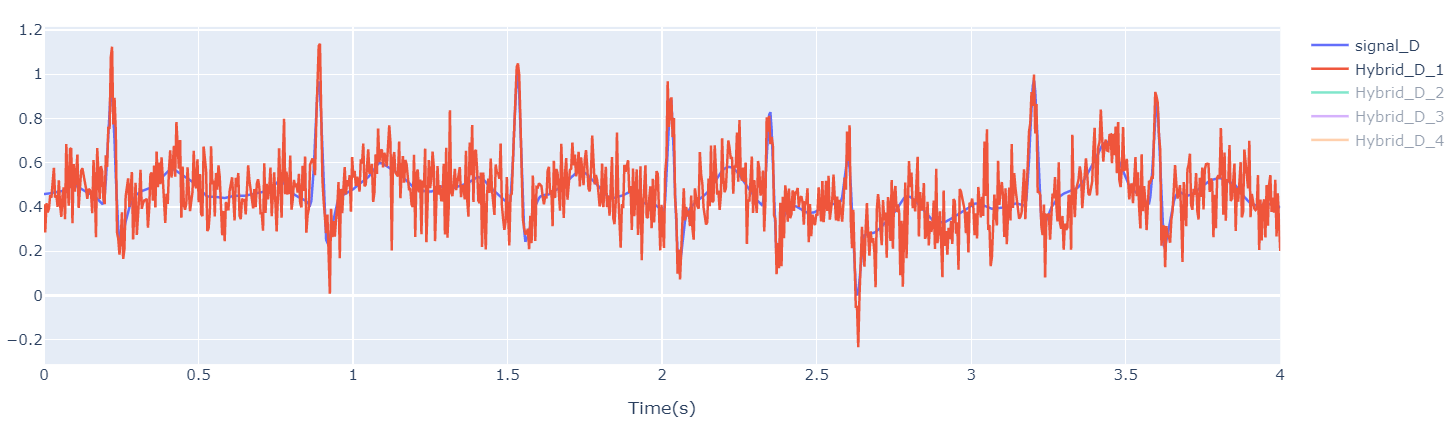 1.2
1
0.8
0.6
0.4
0.2
0
−0.2
0 0.5 1 1.5 2 2.5 3 3.5 4
Time(s)
signal_D
Hybrid_D_1
Hybrid_D_2
Hybrid_D_3
Hybrid_D_4